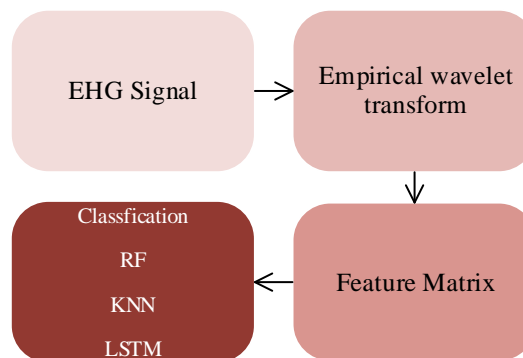 EHG Signal
Empirical wavelet
transform
Feature Matrix
Classfication
RF
KNN
LSTM